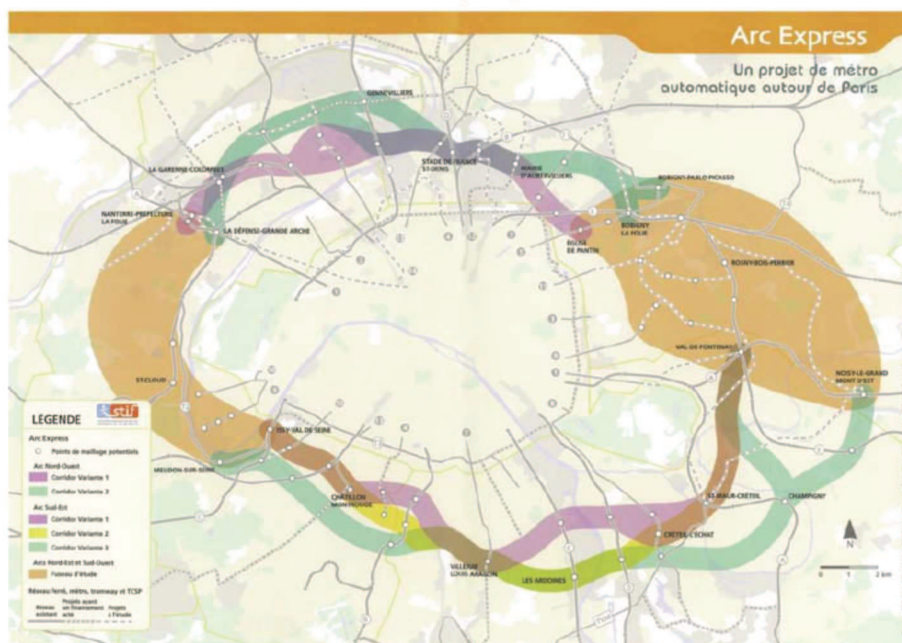 Arc Express
Un projet de métro
automatique autour de Paris
GENNEVILLIERS
LA GARENNE-COLOMBES
STADE DE FRANCE
ST-DENIS
MAIRIE
D'AUBERVILLIERS
BOBIGNY-PABLO PICASSO
NANTERRE-PRÉFECTURE
LA FOLIE
LA DÉFENSE-GRANDE ARCHE
ÉGLISE
DE PANTIN
BOBIGNY
LA FOLIE
ROSNY-BOIS-PERRIER
VAL DE FONTENAY
NOISY-LE-GRAND
MONT D'EST
ST-CLOUD
ISSY-VAL DE SEINE
MEUDON-SUR-SEINE
CHÂTILLON
MONTROUGE
ST-MAUR-CRÉTEIL
CHAMPIGNY
CRÉTEIL-L'ÉCHAT
VILLEJUIF
LOUIS ARAGON
LES ARDOINES
LÉGENDE
stif
Arc Express
Points de maillage potentiels
Arc Nord-Ouest
Corridor Variante 1
Corridor Variante 2
Arc Sud-Est
Corridor Variante 1
Corridor Variante 2
Corridor Variante 3
Arcs Nord-Est et Sud-Ouest
Fuseau d'étude
Réseau ferré, métro, tramway et TCSP
Réseau existant
Projets ayant un financement acté
Projets à l'étude
N
0 1 2 km